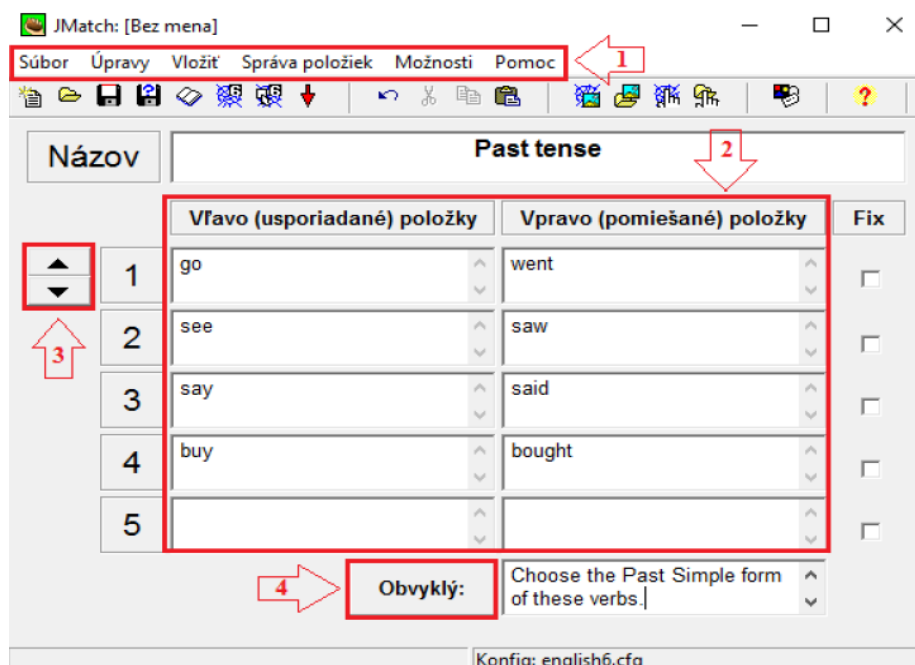 JMatch: [Bez mena]
Súbor Úpravy Vložiť Správa položiek Možnosti Pomoc
1
Názov
Past tense
2
Vľavo (usporiadané) položky Vpravo (pomiešané) položky Fix
1 go went
2 see saw
3
3 say said
4 buy bought
5
4
Obvyklý:
Choose the Past Simple form
of these verbs.
Konfig: english6.cfg